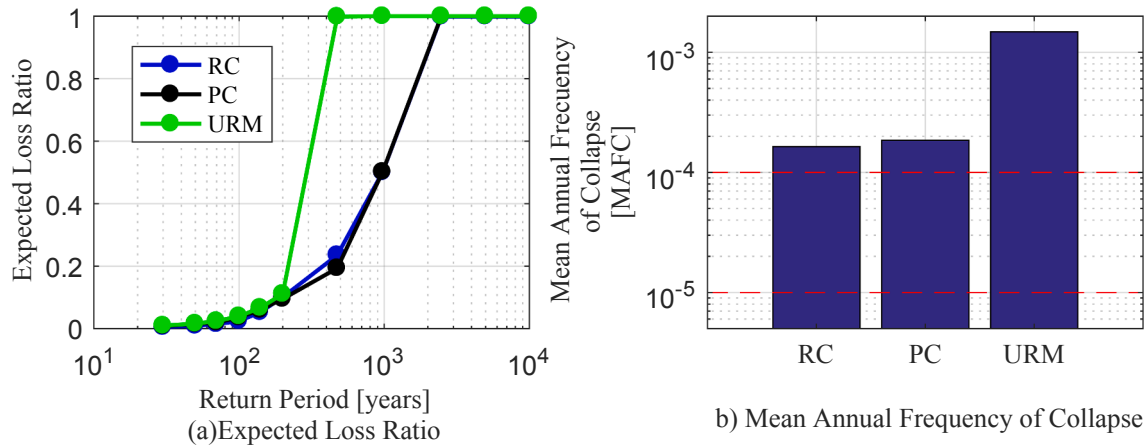 Expected Loss Ratio
1
0.8
0.6
0.4
0.2
0
RC
PC
URM
10^1
10^2
10^3
10^4
Return Period [years]
(a)Expected Loss Ratio
Mean Annual Frecuency
of Collapse
[MAFC]
10^-3
10^-4
10^-5
RC
PC
URM
b) Mean Annual Frequency of Collapse